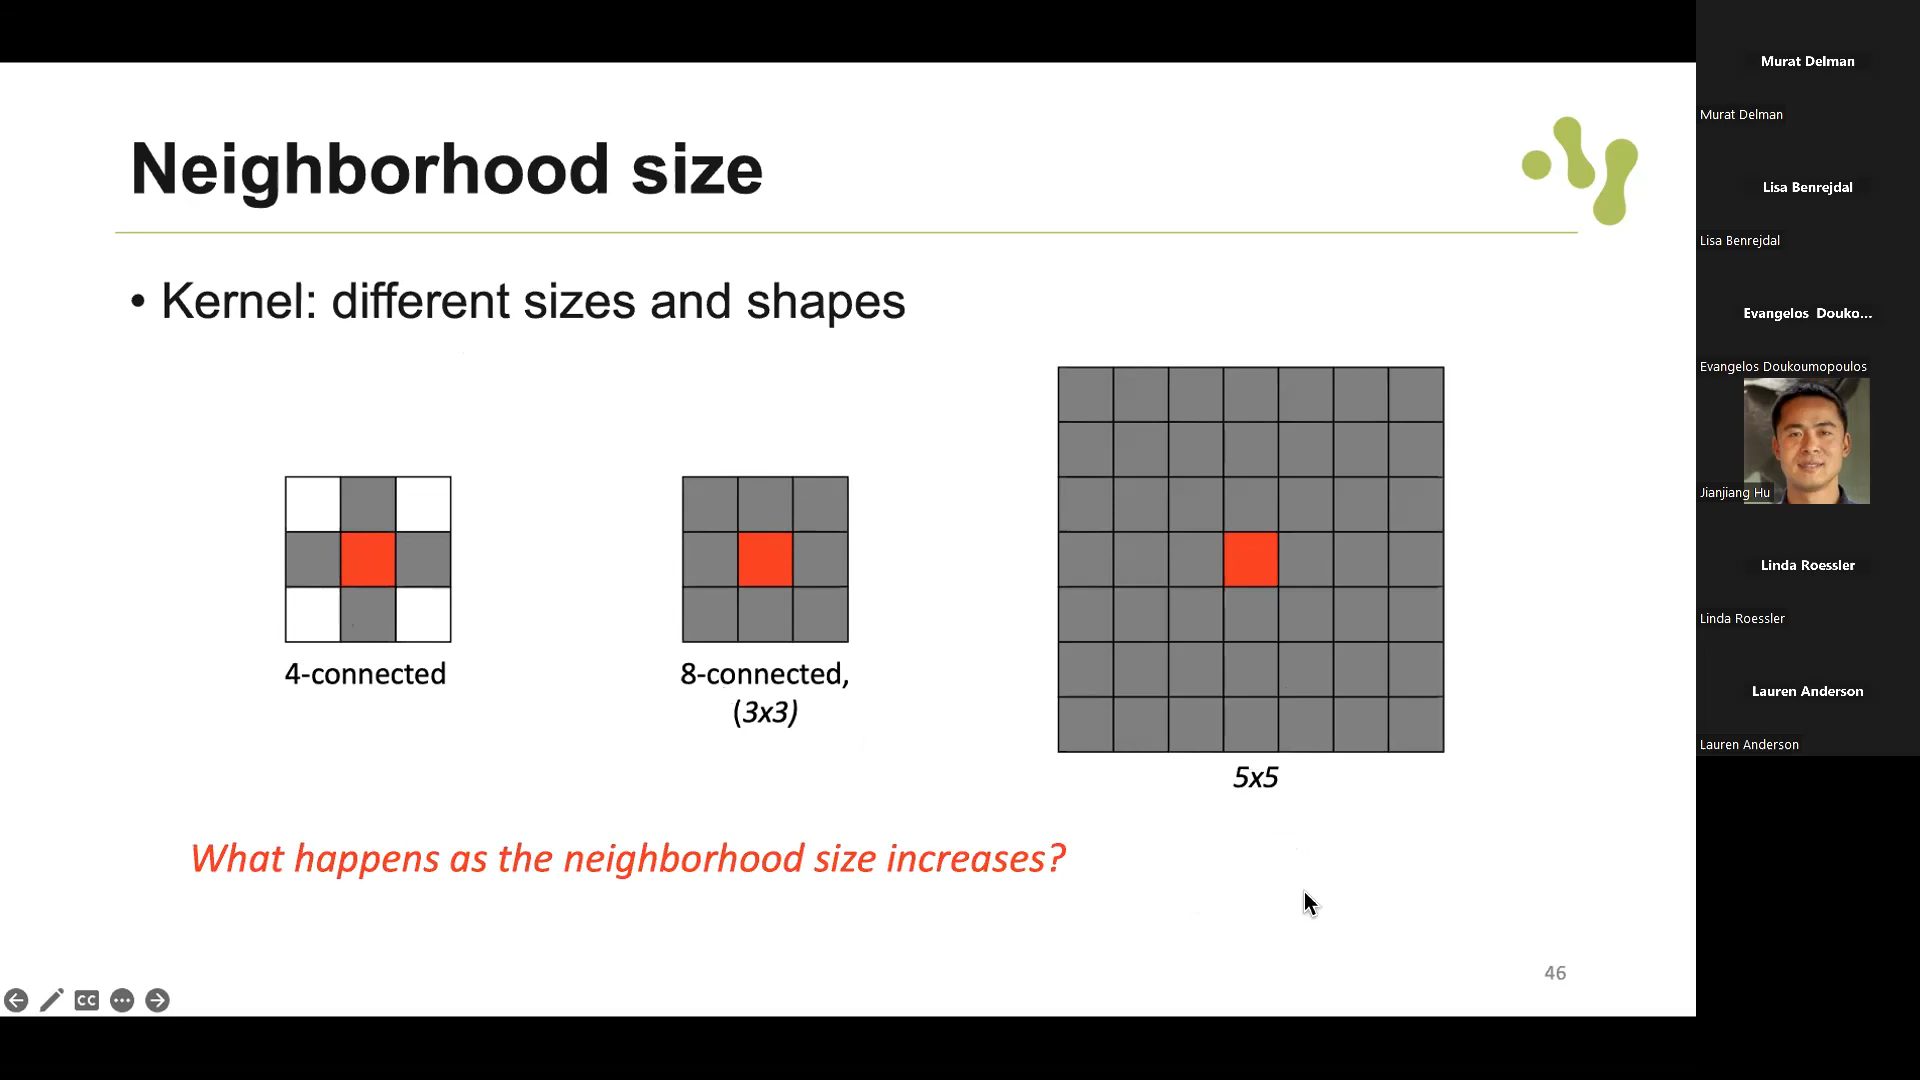 Neighborhood size
• Kernel: different sizes and shapes
4-connected
8-connected,
(3x3)
5x5
What happens as the neighborhood size increases?
46
CC
Murat Delman
Murat Delman
Lisa Benrejdal
Lisa Benrejdal
Evangelos Douko...
Evangelos Doukoumopoulos
Jianjiang Hu
Linda Roessler
Linda Roessler
Lauren Anderson
Lauren Anderson